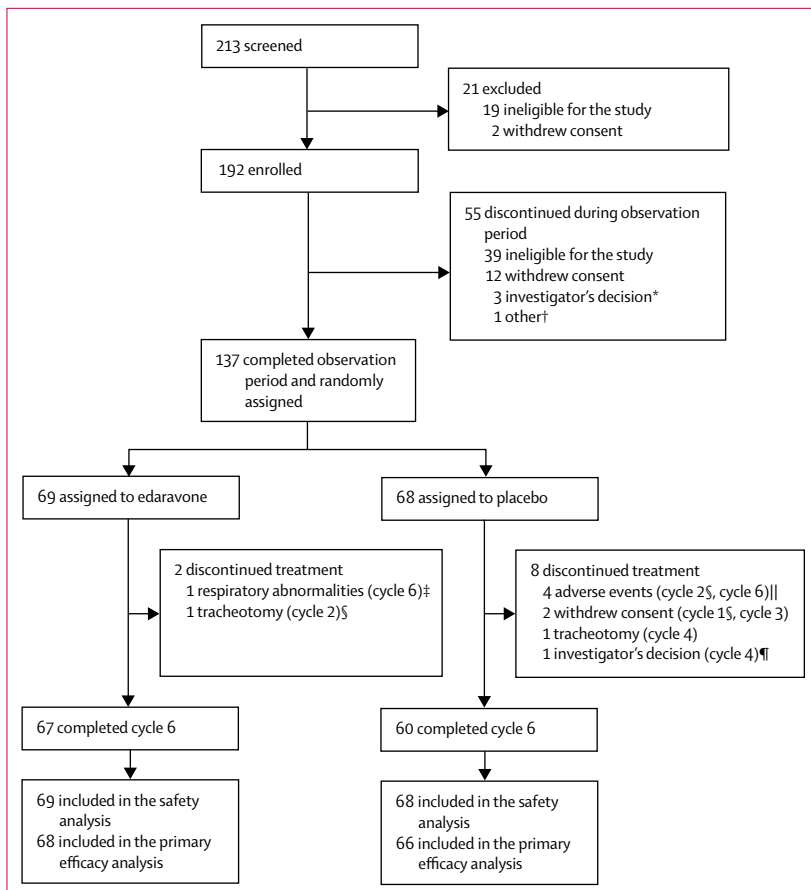 213 screened
21 excluded
19 ineligible for the study
2 withdrew consent
192 enrolled
55 discontinued during observation
period
39 ineligible for the study
12 withdrew consent
3 investigator's decision*
1 other†
137 completed observation
period and randomly
assigned
69 assigned to edaravone
68 assigned to placebo
2 discontinued treatment
1 respiratory abnormalities (cycle 6)‡
1 tracheotomy (cycle 2)§
8 discontinued treatment
4 adverse events (cycle 2§, cycle 6)||
2 withdrew consent (cycle 1§, cycle 3)
1 tracheotomy (cycle 4)
1 investigator's decision (cycle 4)¶
67 completed cycle 6
60 completed cycle 6
69 included in the safety
analysis
68 included in the primary
efficacy analysis
68 included in the safety
analysis
66 included in the primary
efficacy analysis